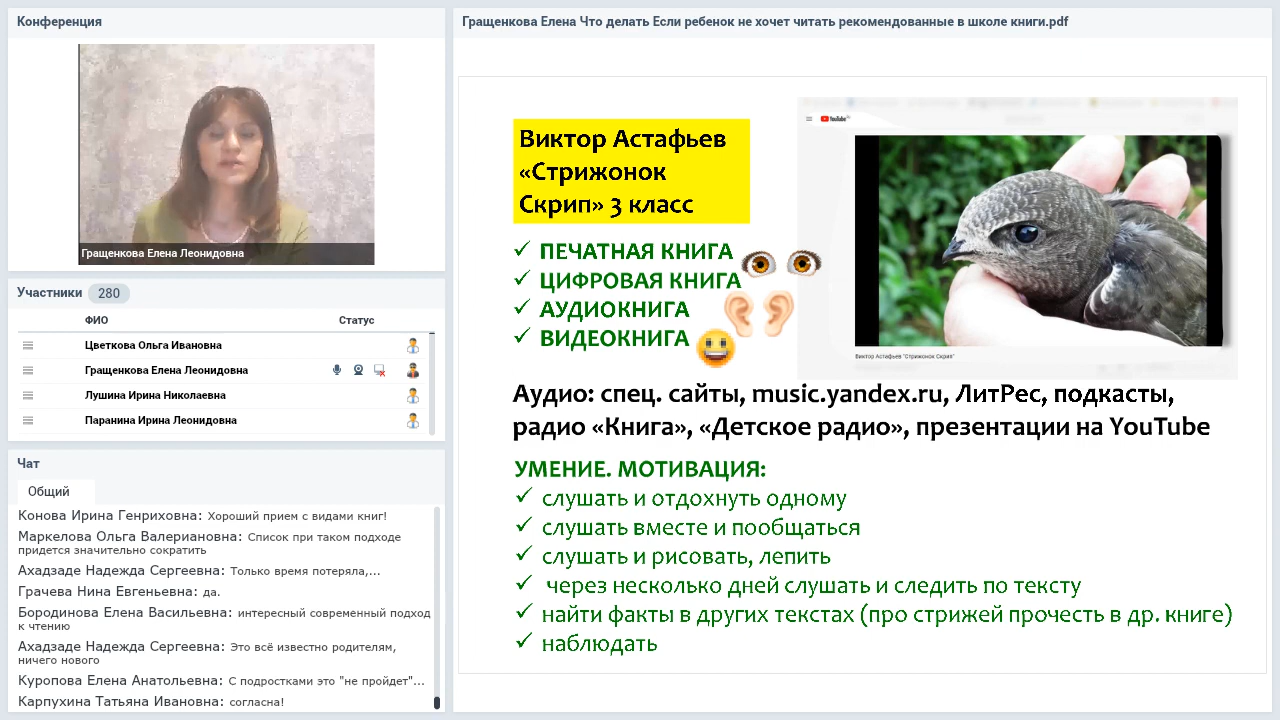 Конференция
Гращенкова Елена Леонидовна
Участники 280
ФИО Статус
Цветкова Ольга Ивановна
Гращенкова Елена Леонидовна
Лушина Ирина Николаевна
Паранина Ирина Леонидовна
Чат
Общий
Конова Ирина Генриховна: Хороший прием с видами книг!
Маркелова Ольга Валериановна: Список при таком подходе
придется значительно сократить
Ахадзаде Надежда Сергеевна: Только время потеряла,...
Грачева Нина Евгеньевна: да.
Бородинова Елена Васильевна: интересный современный подход
к чтению
Ахадзаде Надежда Сергеевна: Это всё известно родителям,
ничего нового
Куропова Елена Анатольевна: С подростками это "не пройдет"...
Карпухина Татьяна Ивановна: согласна!
Гращенкова Елена Что делать Если ребенок не хочет читать рекомендованные в школе книги.pdf
Виктор Астафьев
«Стрижонок
Скрип» 3 класс
ПЕЧАТНАЯ КНИГА
ЦИФРОВАЯ КНИГА
АУДИОКНИГА
ВИДЕОКНИГА
YouTube
Виктор Астафьев "Стрижонок Скрип"
Аудио: спец. сайты, music.yandex.ru, ЛитРес, подкасты,
радио «Книга», «Детское радио», презентации на YouTube
УМЕНИЕ. МОТИВАЦИЯ:
слушать и отдохнуть одному
слушать вместе и пообщаться
слушать и рисовать, лепить
через несколько дней слушать и следить по тексту
найти факты в других текстах (про стрижей прочесть в др. книге)
наблюдать